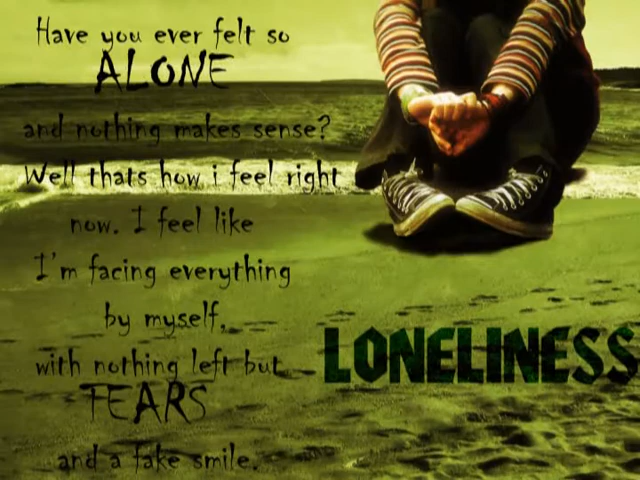 Have you ever felt so
ALONE
and nothing makes sense?
Well thats how i feel right
now. I feel like
I'm facing everything
by myself,
with nothing left but
TEARS
and a fake smile.
LONELINESS